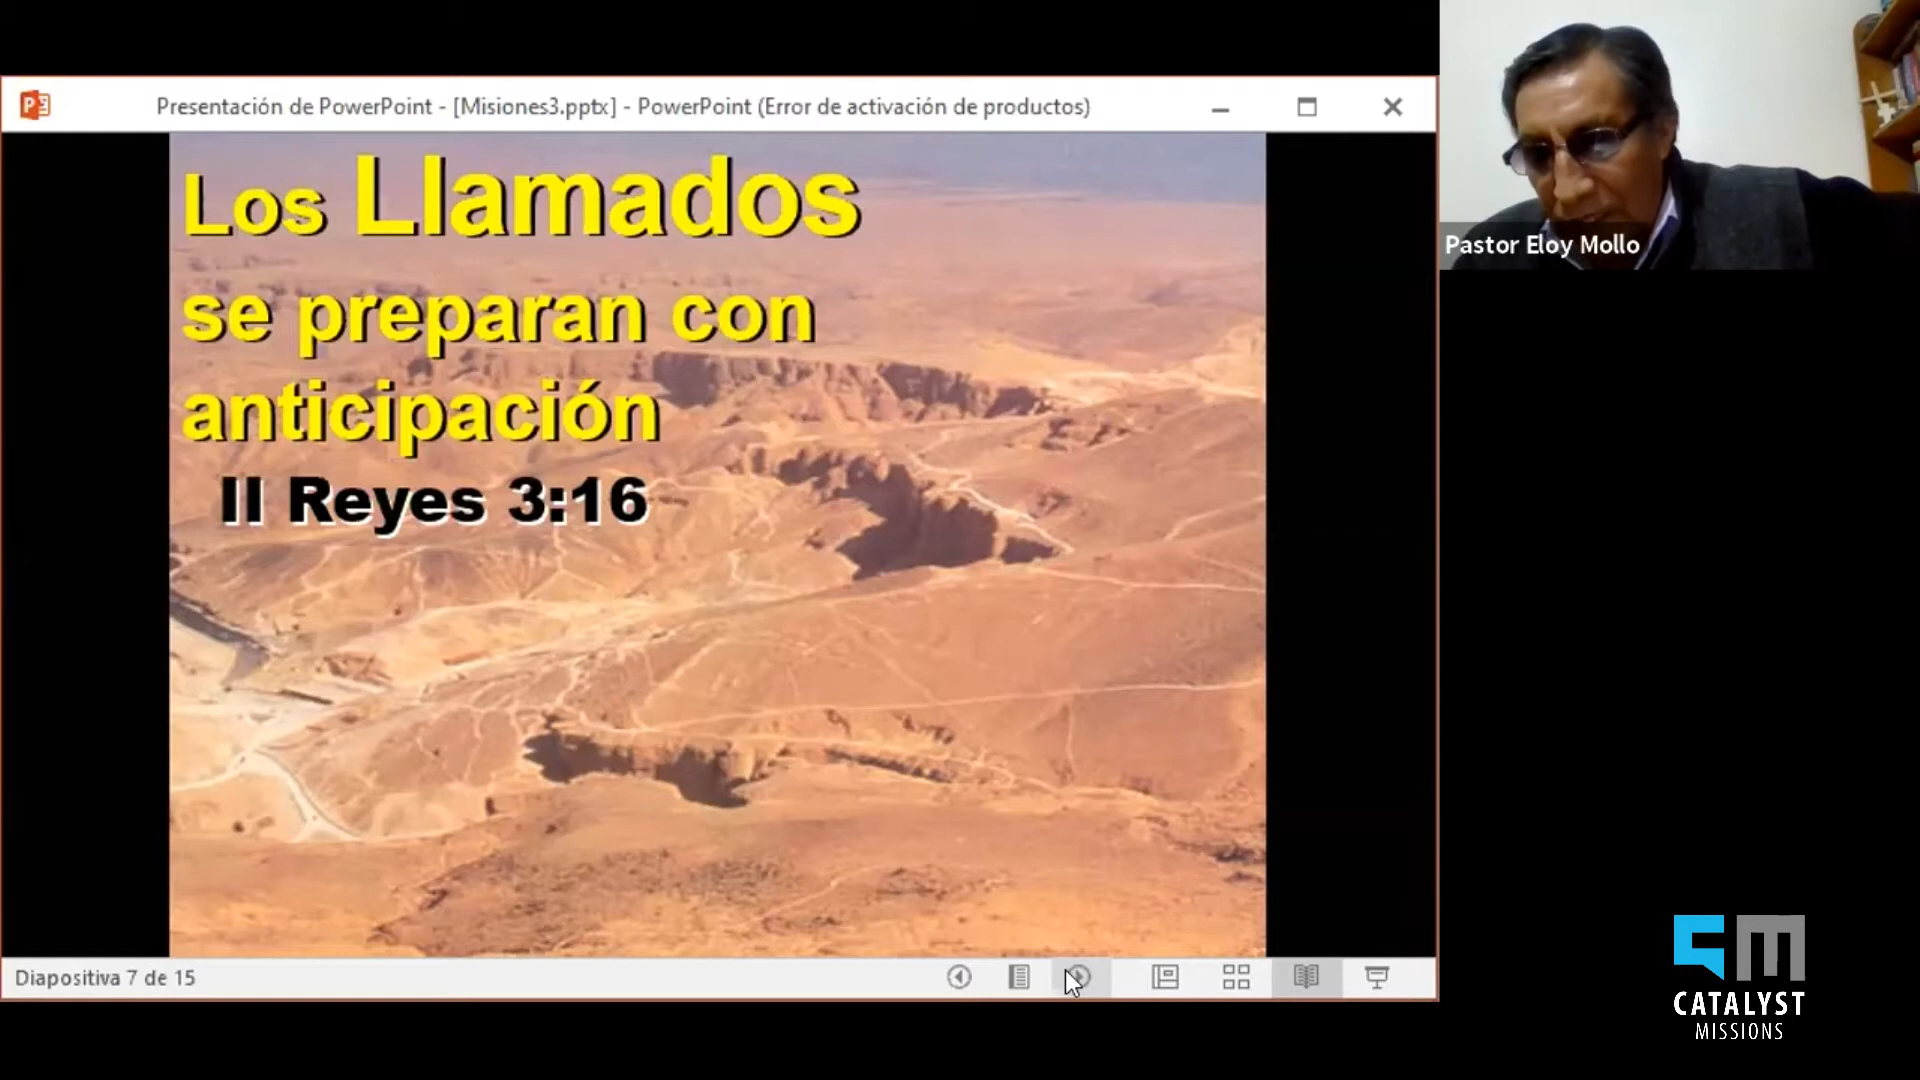 Presentación de PowerPoint - [Misiones3.pptx] - PowerPoint (Error de activación de productos)
Los Llamados
se preparan con
anticipación
II Reyes 3:16
Pastor Eloy Mollo
Diapositiva 7 de 15
CATALYST
MISSIONS